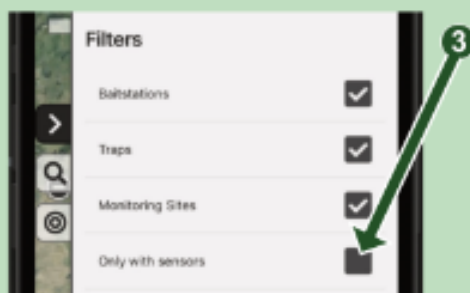 Filters
3
Baitstations
Traps
Monitoring Sites
Only with sensors